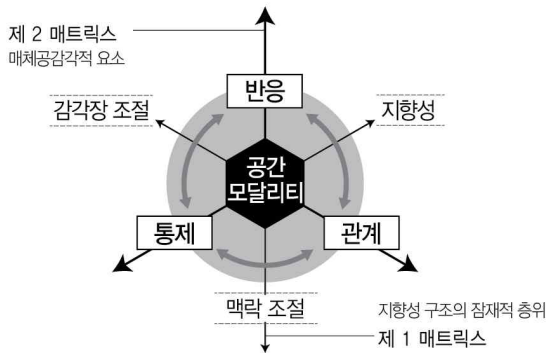 제 2 매트릭스
매체공감각적 요소
반응
감각장 조절
지향성
공간
모달리티
통제
관계
맥락 조절
지향성 구조의 잠재적 층위
제 1 매트릭스